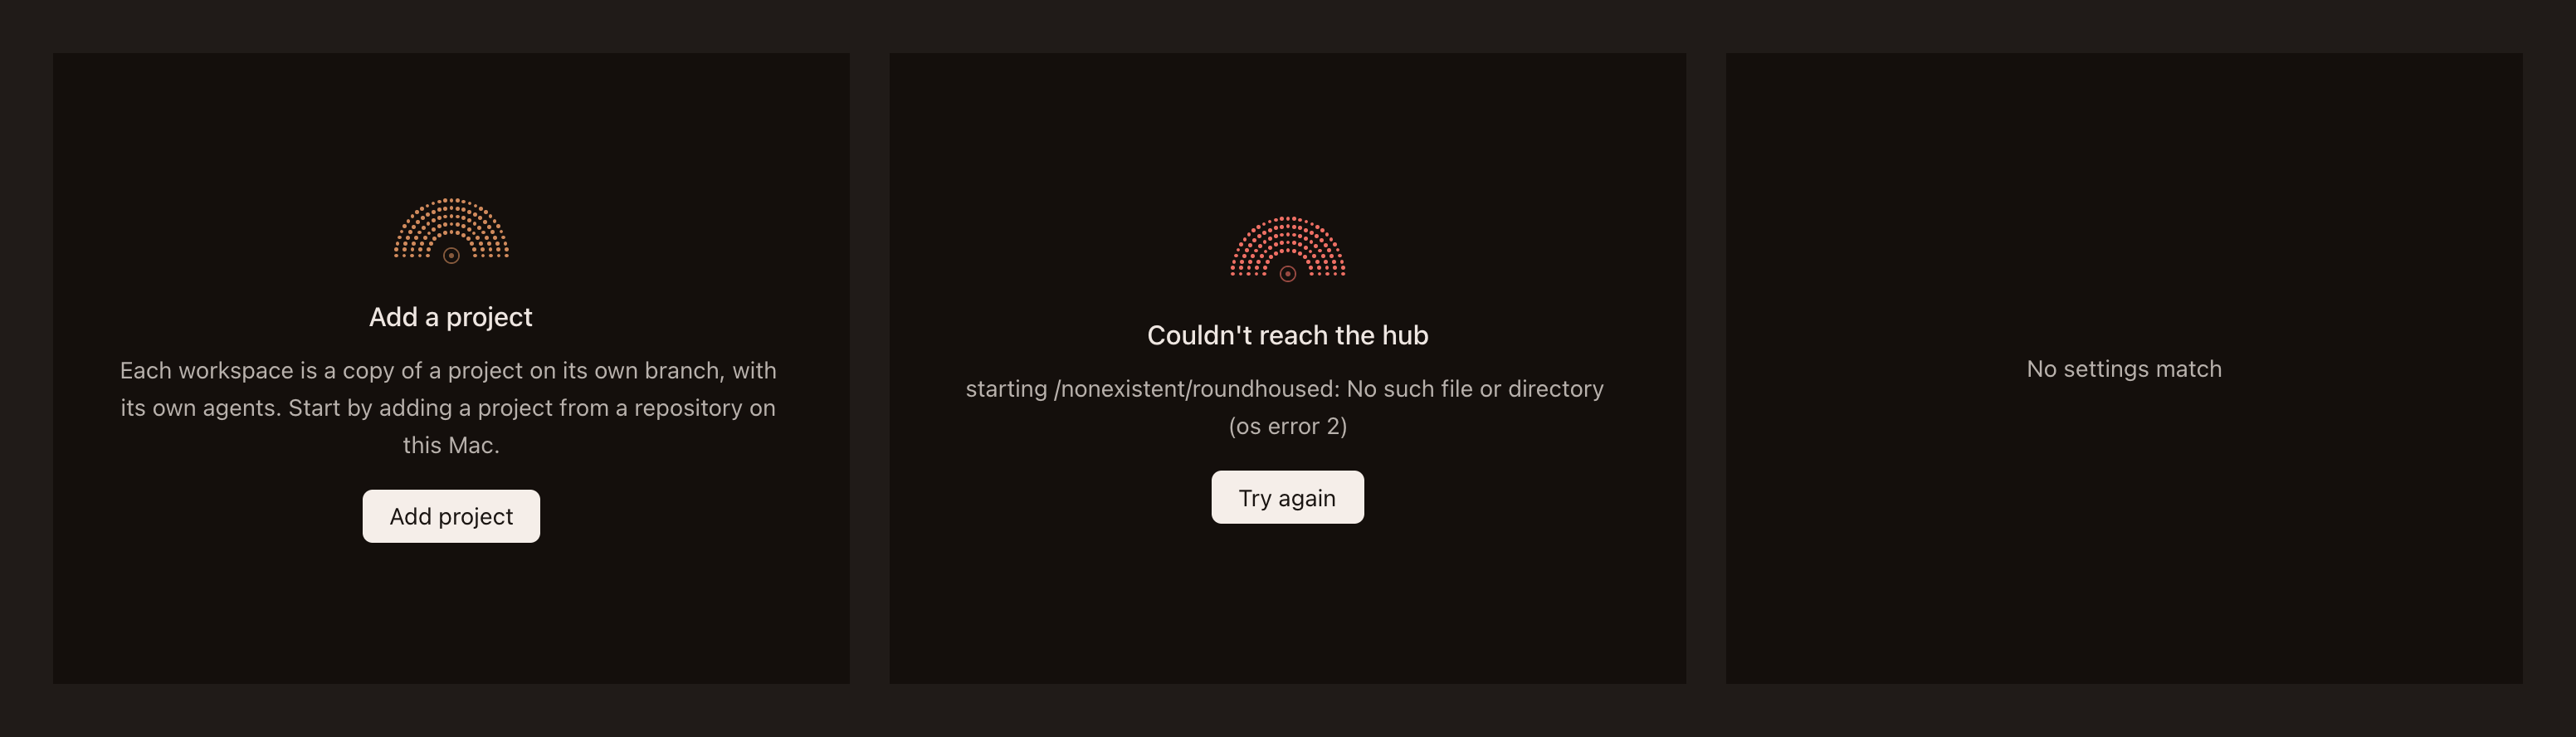 Add a project
Each workspace is a copy of a project on its own branch, with
its own agents. Start by adding a project from a repository on
this Mac.
Add project
Couldn't reach the hub
starting /nonexistent/roundhoused: No such file or directory
(os error 2)
Try again
No settings match